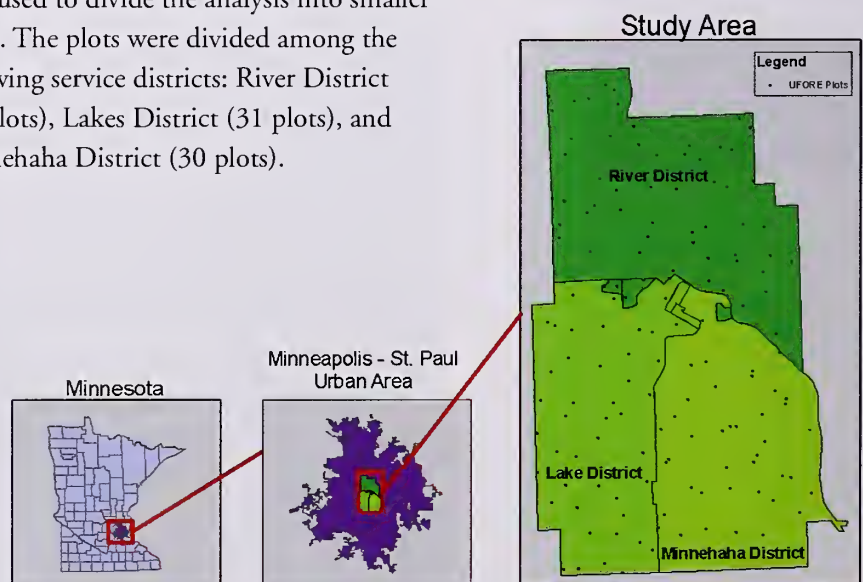 used to divide the analysis into smaller
. The plots were divided among the
wing service districts: River District
lots), Lakes District (31 plots), and
nehaha District (30 plots).
Study Area
Legend
UFORE Plots
River District
Lake District
Minnehaha District
Minneapolis - St. Paul
Urban Area
Minnesota